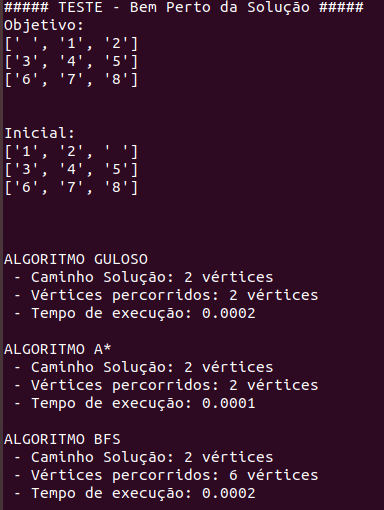 ##### TESTE - Bem Perto da Solução #####
Objetivo:
[' ', '1', '2']
['3', '4', '5']
['6', '7', '8']
Inicial:
['1', '2', ' ']
['3', '4', '5']
['6', '7', '8']
ALGORITMO GULOSO
- Caminho Solução: 2 vértices
- Vértices percorridos: 2 vértices
- Tempo de execução: 0.0002
ALGORITMO A*
- Caminho Solução: 2 vértices
- Vértices percorridos: 2 vértices
- Tempo de execução: 0.0001
ALGORITMO BFS
- Caminho Solução: 2 vértices
- Vértices percorridos: 6 vértices
- Tempo de execução: 0.0002